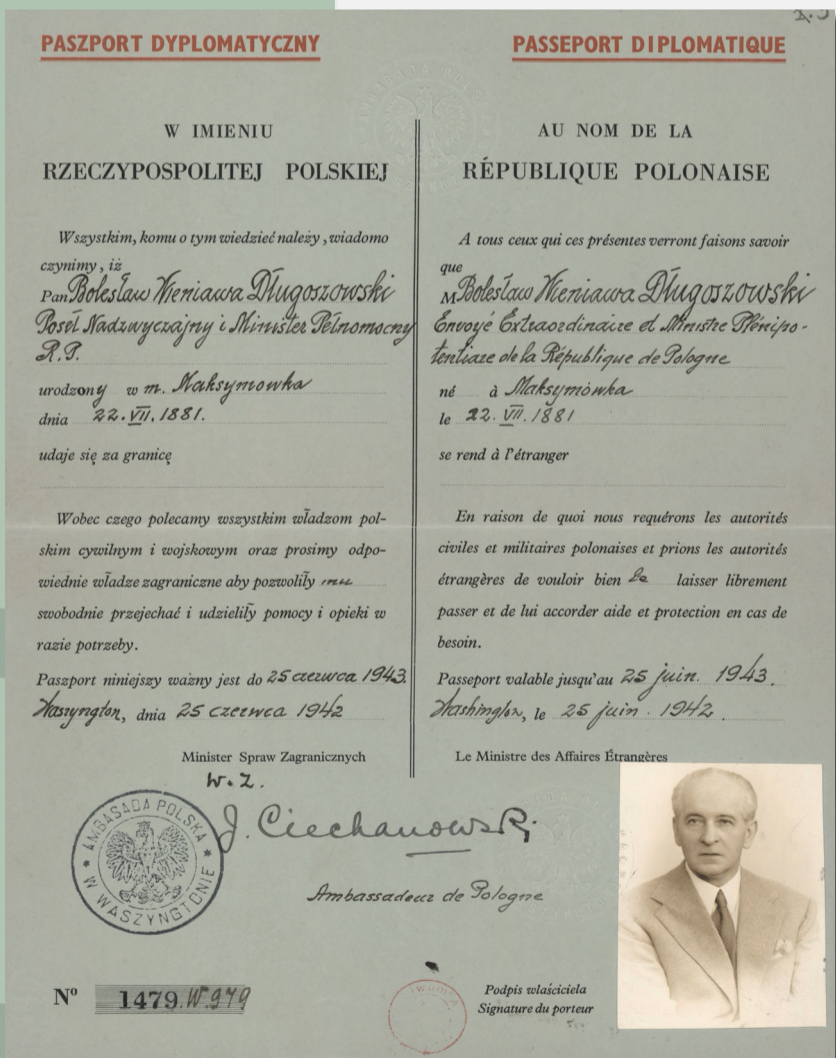 PASZPORT DYPLOMATYCZNY
W IMIENIU
RZECZYPOSPOLITEJ POLSKIEJ
Wszystkim, komu o tym wiedzieć należy, wiadomo
czynimy, iż
Pan Bolesław Wieniawa Długoszowski
Poseł Nadzwyczajny i Minister Pełnomocny
R.P.
urodzony w m. Maksymówka
dnia 22.VII.1881.
udaje się za granicę
Wobec czego polecamy wszystkim władzom pol-
skim cywilnym i wojskowym oraz prosimy odpo-
wiednie władze zagraniczne aby pozwoliły mu
swobodnie przejechać i udzieliły pomocy i opieki w
razie potrzeby.
Paszport niniejszy ważny jest do 25 czerwca 1943.
Waszyngton, dnia 25 czerwca 1942
Minister Spraw Zagranicznych
w. z.
PASSEPORT DIPLOMATIQUE
AU NOM DE LA
RÉPUBLIQUE POLONAISE
A tous ceux qui ces présentes verront faisons savoir
que
M Bolesław Wieniawa Długoszowski
Envoyé Extraordinaire et Ministre Plénipo-
tentiaire de la République de Pologne
né à Maksymówka
le 22. VII. 1881
se rend à l'étranger
En raison de quoi nous requérons les autorités
civiles et militaires polonaises et prions les autorités
étrangères de vouloir bien le laisser librement
passer et de lui accorder aide et protection en cas de
besoin.
Passeport valable jusqu'au 25 juin. 1943.
Washington, le 25 juin. 1942.
Le Ministre des Affaires Étrangères
J. Ciechanowski
Ambassadeur de Pologne
AMBASADA POLSKA
W WASZYNGTONIE
Nº 1479. W.979
Podpis właściciela
Signature du porteur